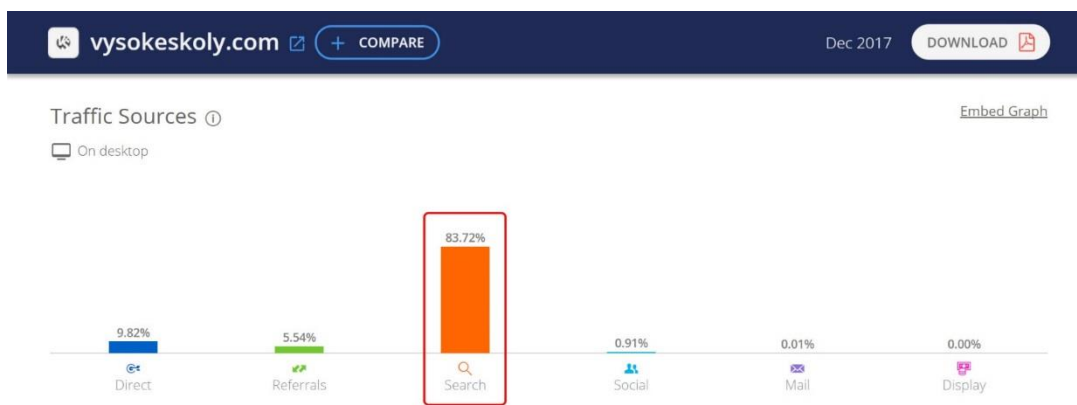 vysokeskoly.com + COMPARE Dec 2017 DOWNLOAD
Traffic Sources
Embed Graph
On desktop
83.72%
9.82% 5.54% 0.91% 0.01% 0.00%
Direct Referrals Search Social Mail Display